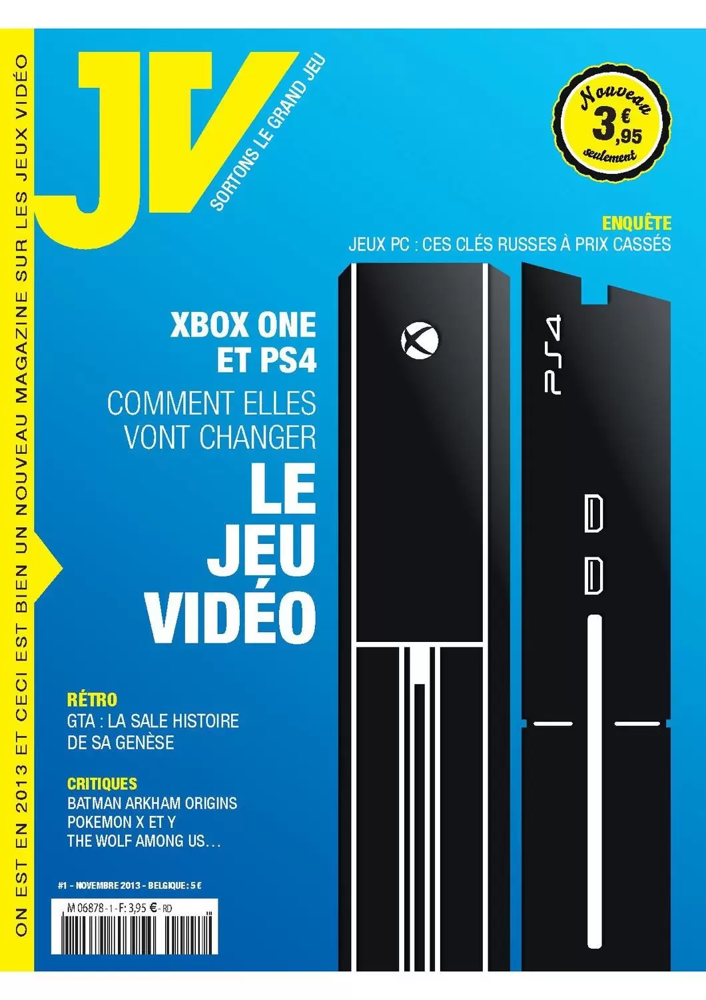 ON EST EN 2013 ET CECI EST BIEN UN NOUVEAU MAGAZINE SUR LES JEUX VIDÉO
JV
SORTONS LE GRAND JEU
Nouveau
3€,95
seulement
ENQUÊTE
JEUX PC : CES CLÉS RUSSES À PRIX CASSÉS
XBOX ONE
ET PS4
COMMENT ELLES
VONT CHANGER
LE
JEU
VIDÉO
PS4
RÉTRO
GTA : LA SALE HISTOIRE
DE SA GENÈSE
CRITIQUES
BATMAN ARKHAM ORIGINS
POKEMON X ET Y
THE WOLF AMONG US...
#1 - NOVEMBRE 2013 - BELGIQUE : 5 €
M 06878 - 1 - F: 3,95 € - RD